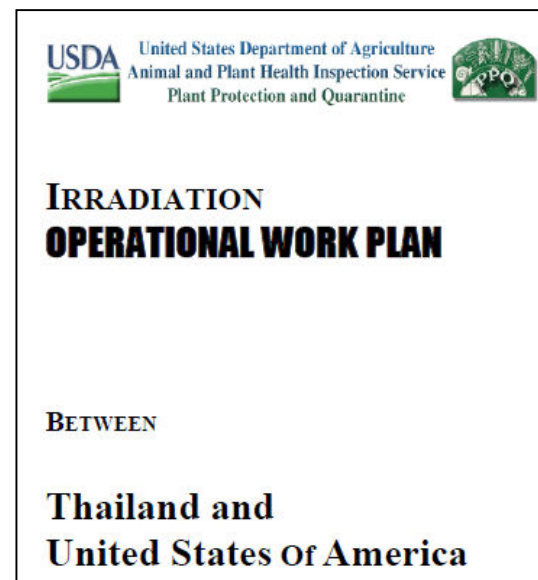 USDA
United States Department of Agriculture
Animal and Plant Health Inspection Service
Plant Protection and Quarantine
PPQ
IRRADIATION
OPERATIONAL WORK PLAN
BETWEEN
Thailand and
United States Of America